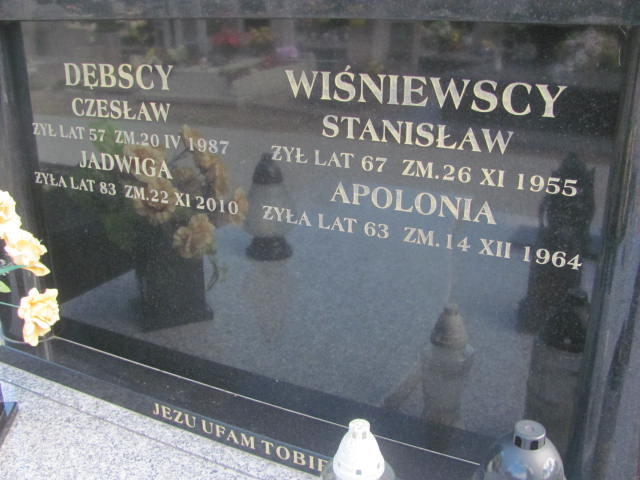 DĘBSCY
CZESŁAW
ŻYŁ LAT 57 ZM. 20 IV 1987
JADWIGA
ŻYŁA LAT 83 ZM. 22 XI 2010
WIŚNIEWSCY
STANISŁAW
ŻYŁ LAT 67 ZM. 26 XI 1955
APOLONIA
ŻYŁA LAT 63 ZM. 14 XII 1964
JEZU UFAM TOBIE